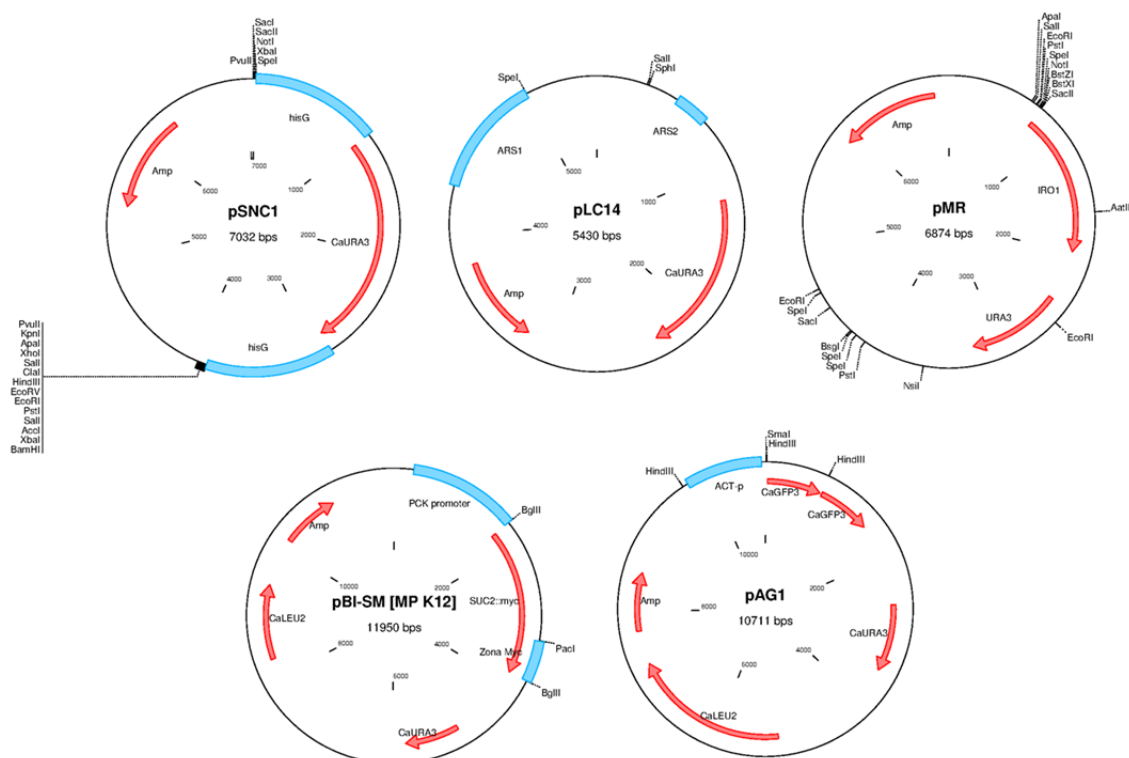 SacI
SacII
NotI
XbaI
PvuII SpeI
hisG
Amp
7000
1000
6000
pSNC1
7032 bps
5000
2000
CaURA3
4000
3000
hisG
PvuII
KpnI
ApaI
XhoI
SalI
ClaI
HindIII
EcoRV
EcoRI
PstI
SalI
AccI
XbaI
BamHI
SalI
SphI
SpeI
ARS2
ARS1
5000
1000
pLC14
5430 bps
4000
2000
CaURA3
3000
Amp
ApaI
SalI
EcoRI
PstI
SpeI
NotI
BstZI
BstXI
SacII
Amp
6000
1000
IRO1
pMR
6874 bps
AatII
5000
2000
4000
3000
EcoRI
SpeI
SacI
URA3
EcoRI
BsgI
SpeI
SpeI
PstI
NsiI
PCK promoter
BglII
Amp
10000
2000
pBI-SM [MP K12]
SUC2::myc
11950 bps
CaLEU2
8000
4000
Zona Myc
PacI
6000
BglII
CaURA3
SmaI
HindIII
HindIII
HindIII
ACT-p
CaGFP3
CaGFP3
10000
2000
Amp
pAG1
8000
10711 bps
CaURA3
4000
6000
CaLEU2